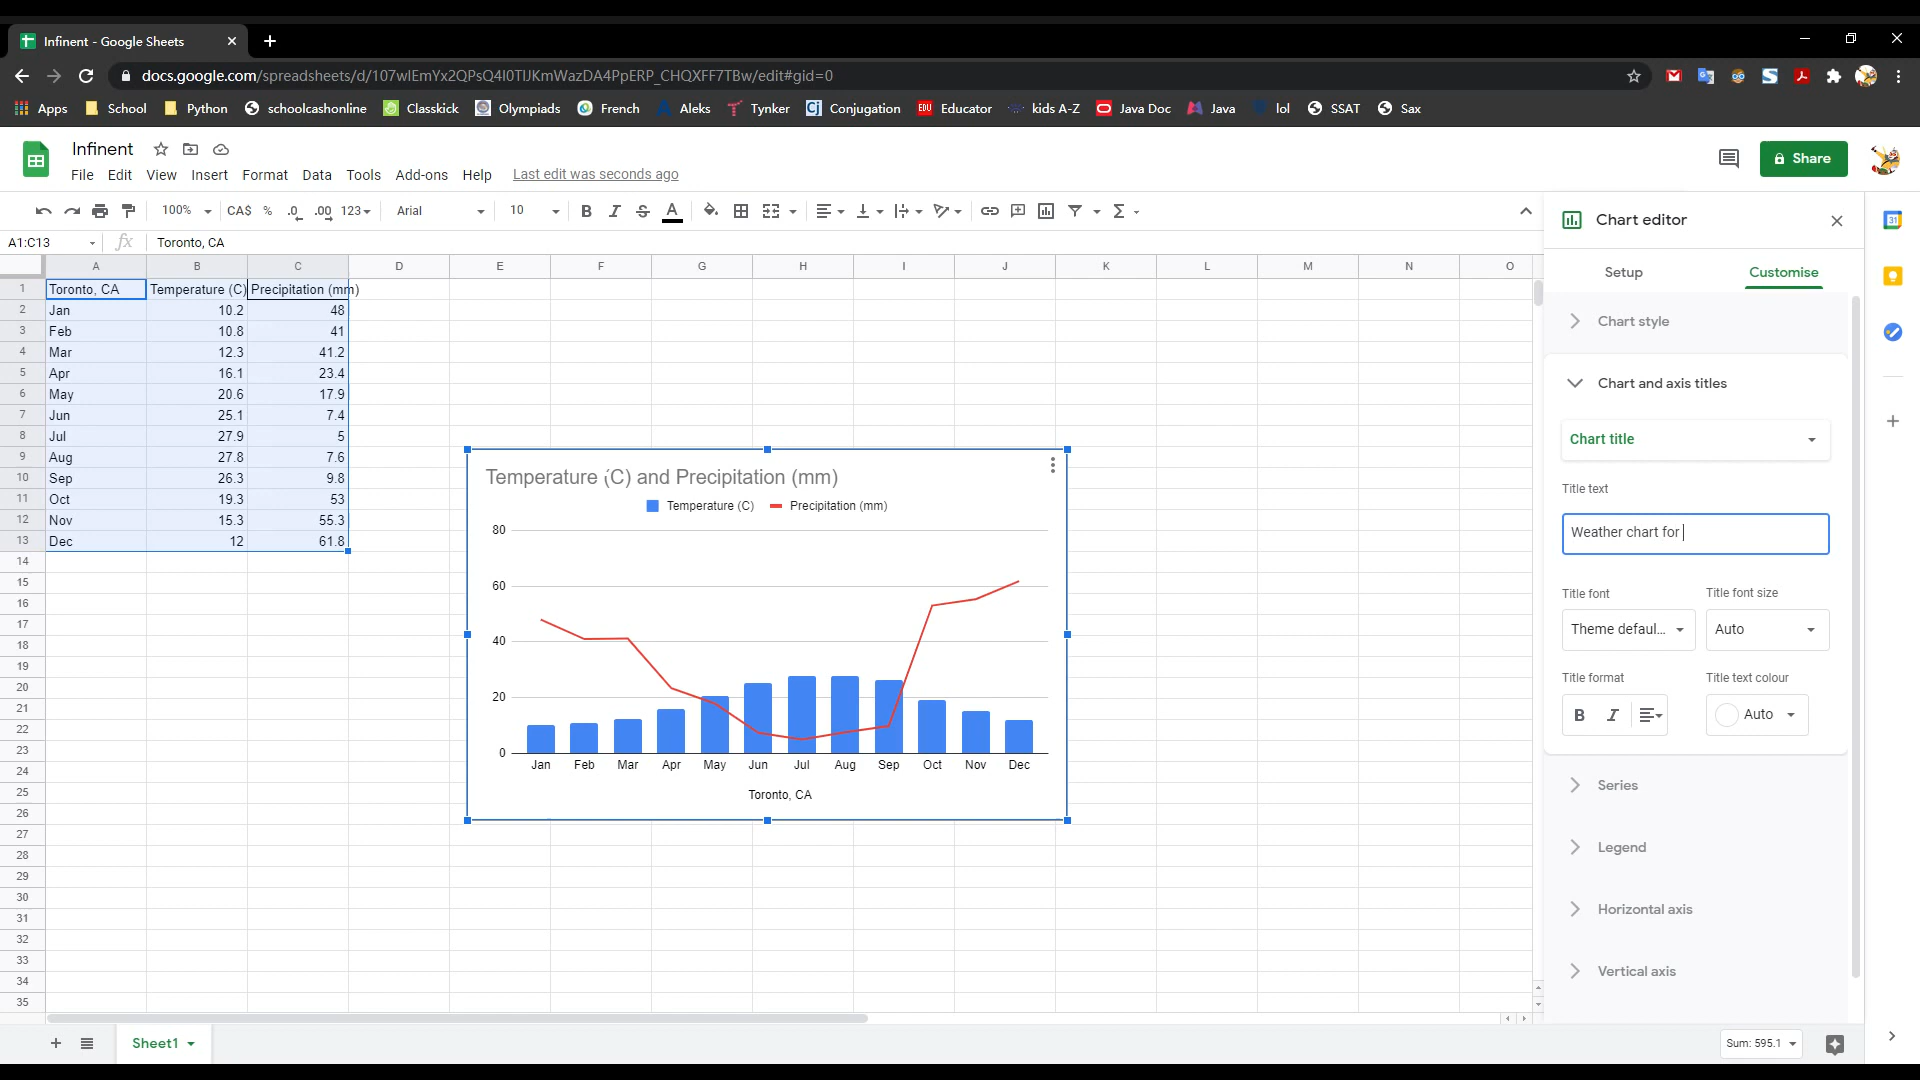 Infinent - Google Sheets
docs.google.com/spreadsheets/d/107wlEmYx2QPsQ4I0TlJKmWazDA4PpERP_CHQXFF7TBw/edit#gid=0
Apps School Python schoolcashonline Classkick Olympiads French Aleks Tynker Conjugation Educator kids A-Z Java Doc Java lol SSAT Sax
Infinent
Share
File Edit View Insert Format Data Tools Add-ons Help Last edit was seconds ago
100% CA$ % .0 .00 123 Arial 10
A1:C13 fx Toronto, CA
A B C D E F G H I J K L M N O
1 Toronto, CA Temperature (C) Precipitation (mm)
2 Jan 10.2 48
3 Feb 10.8 41
4 Mar 12.3 41.2
5 Apr 16.1 23.4
6 May 20.6 17.9
7 Jun 25.1 7.4
8 Jul 27.9 5
9 Aug 27.8 7.6
10 Sep 26.3 9.8
11 Oct 19.3 53
12 Nov 15.3 55.3
13 Dec 12 61.8
14
15
16
17
18
19
20
21
22
23
24
25
26
27
28
29
30
31
32
33
34
35
Temperature (C) and Precipitation (mm)
Temperature (C) Precipitation (mm)
80
60
40
20
0
Jan Feb Mar Apr May Jun Jul Aug Sep Oct Nov Dec
Toronto, CA
Chart editor
Setup Customise
Chart style
Chart and axis titles
Chart title
Title text
Weather chart for
Title font Title font size
Theme defaul... Auto
Title format Title text colour
B I Auto
Series
Legend
Horizontal axis
Vertical axis
Sheet1
Sum: 595.1